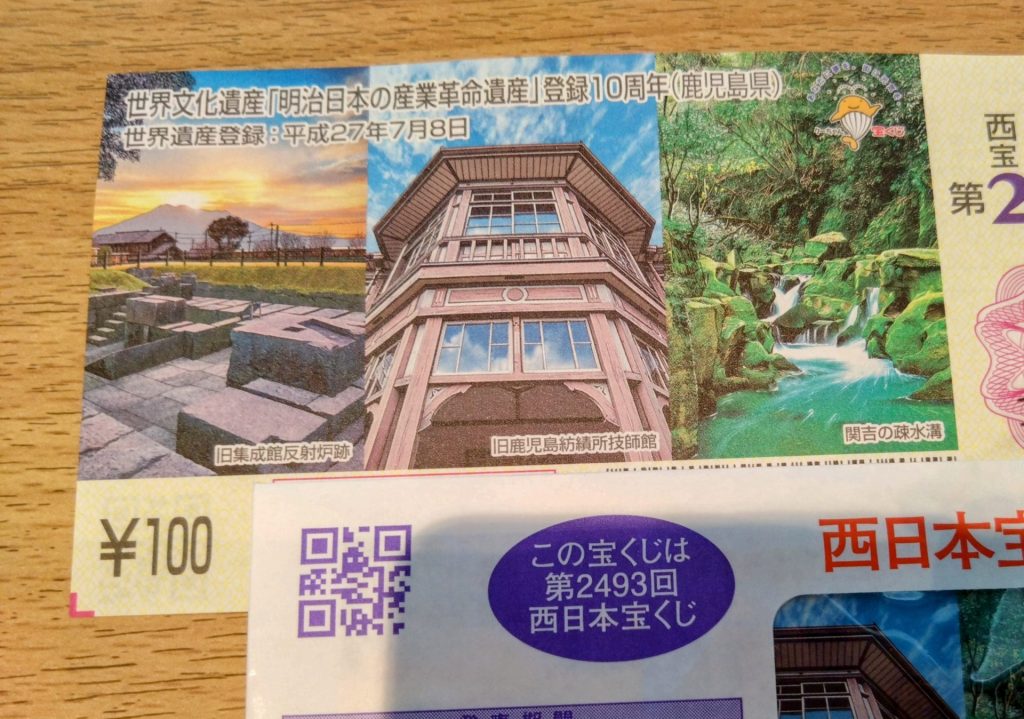 世界文化遺産「明治日本の産業革命遺産」登録10周年(鹿児島県)
世界遺産登録：平成27年7月8日
宝くじ
西宝
第2
旧集成館反射炉跡
旧鹿児島紡績所技師館
関吉の疎水溝
¥100
この宝くじは
第2493回
西日本宝くじ
西日本宝